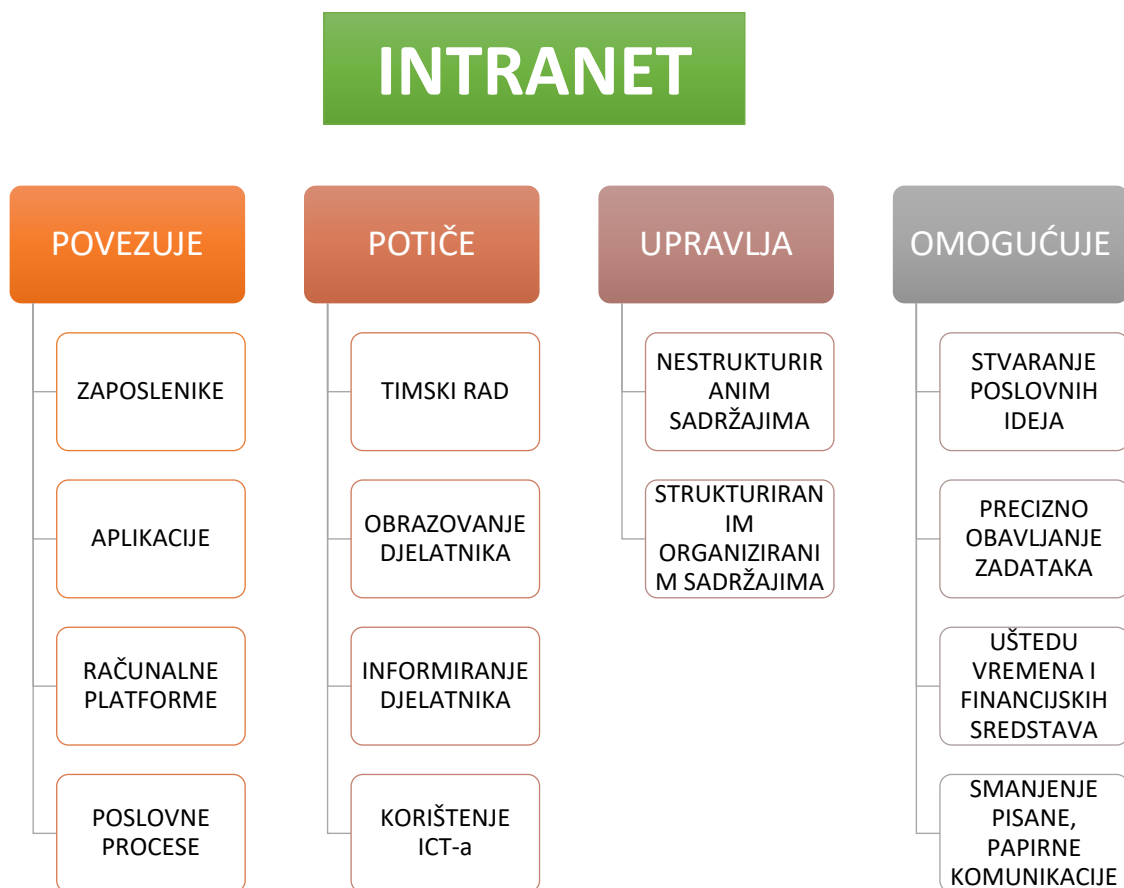 INTRANET
POVEZUJE
ZAPOSLENIKE
APLIKACIJE
RAČUNALNE
PLATFORME
POSLOVNE
PROCESE
POTIČE
TIMSKI RAD
OBRAZOVANJE
DJELATNIKA
INFORMIRANJE
DJELATNIKA
KORIŠTENJE
ICT-a
UPRAVLJA
NESTRUKTURIR
ANIM
SADRŽAJIMA
STRUKTURIRAN
IM
ORGANIZIRANI
M SADRŽAJIMA
OMOGUĆUJE
STVARANJE
POSLOVNIH
IDEJA
PRECIZNO
OBAVLJANJE
ZADATAKA
UŠTEDU
VREMENA I
FINANCIJSKIH
SREDSTAVA
SMANJENJE
PISANE,
PAPIRNE
KOMUNIKACIJE